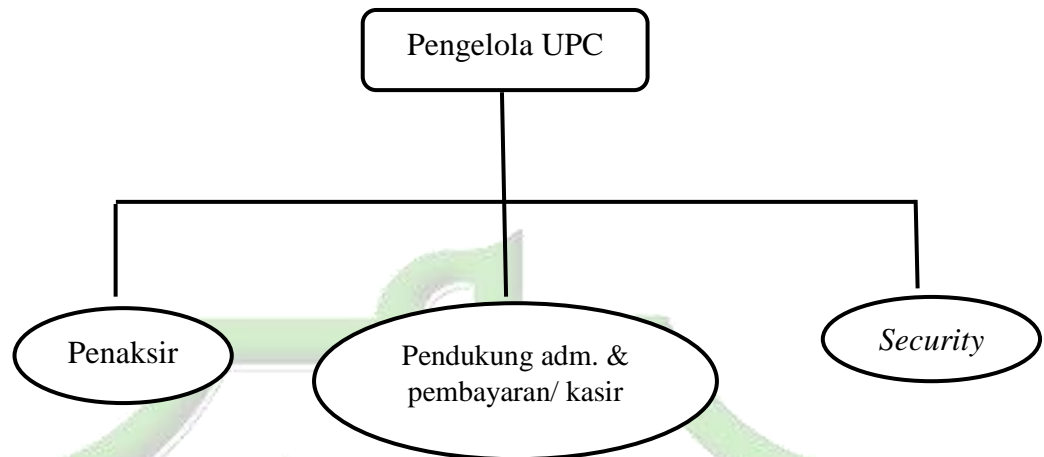 Pengelola UPC
Penaksir
Pendukung adm. &
pembayaran/ kasir
Security